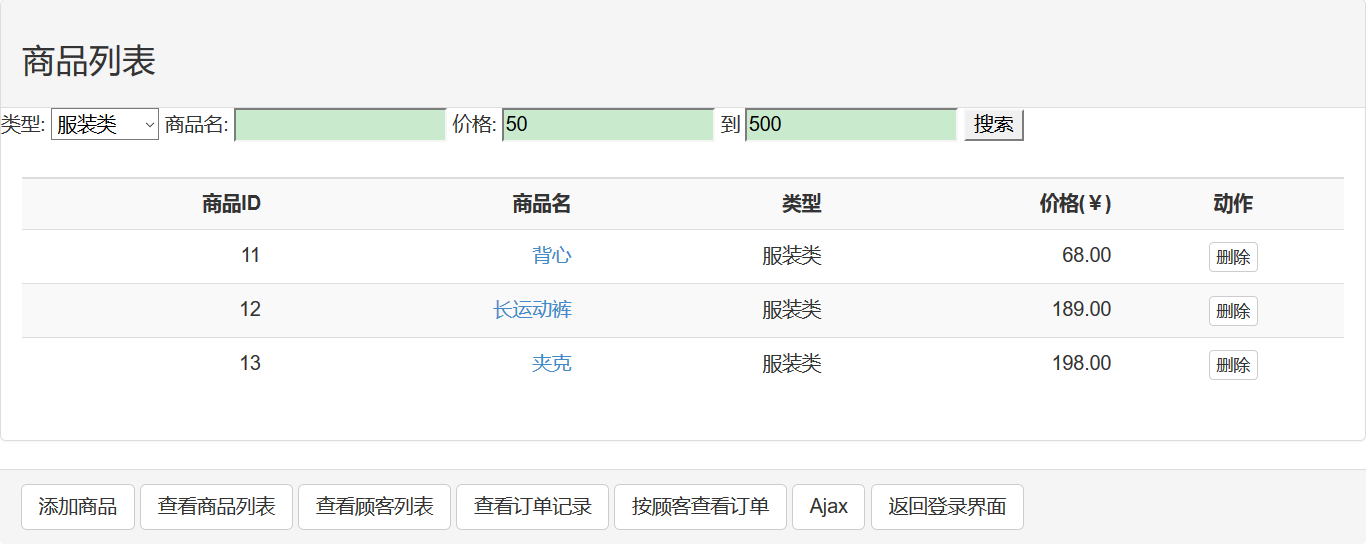 商品列表
类型: 服装类 商品名: 价格: 50 到 500 搜索
商品ID 商品名 类型 价格(￥) 动作
11 背心 服装类 68.00 删除
12 长运动裤 服装类 189.00 删除
13 夹克 服装类 198.00 删除
添加商品 查看商品列表 查看顾客列表 查看订单记录 按顾客查看订单 Ajax 返回登录界面